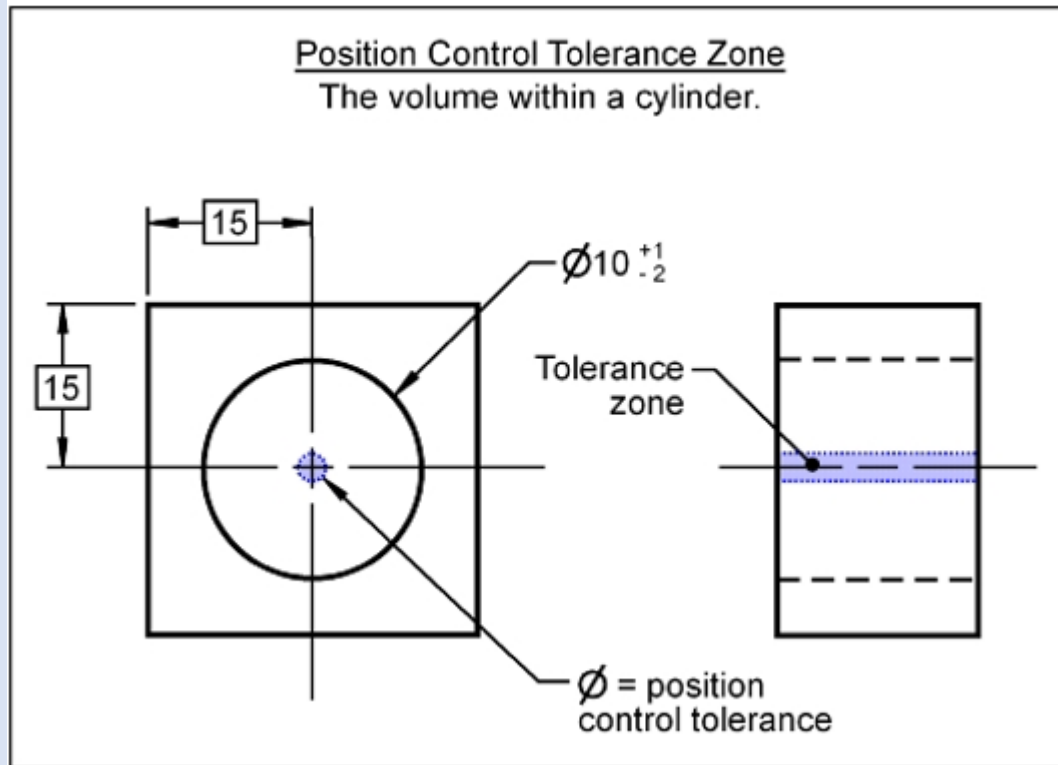 Position Control Tolerance Zone
The volume within a cylinder.
15
Ø10 +1 - 2
15
Tolerance
zone
Ø = position
control tolerance